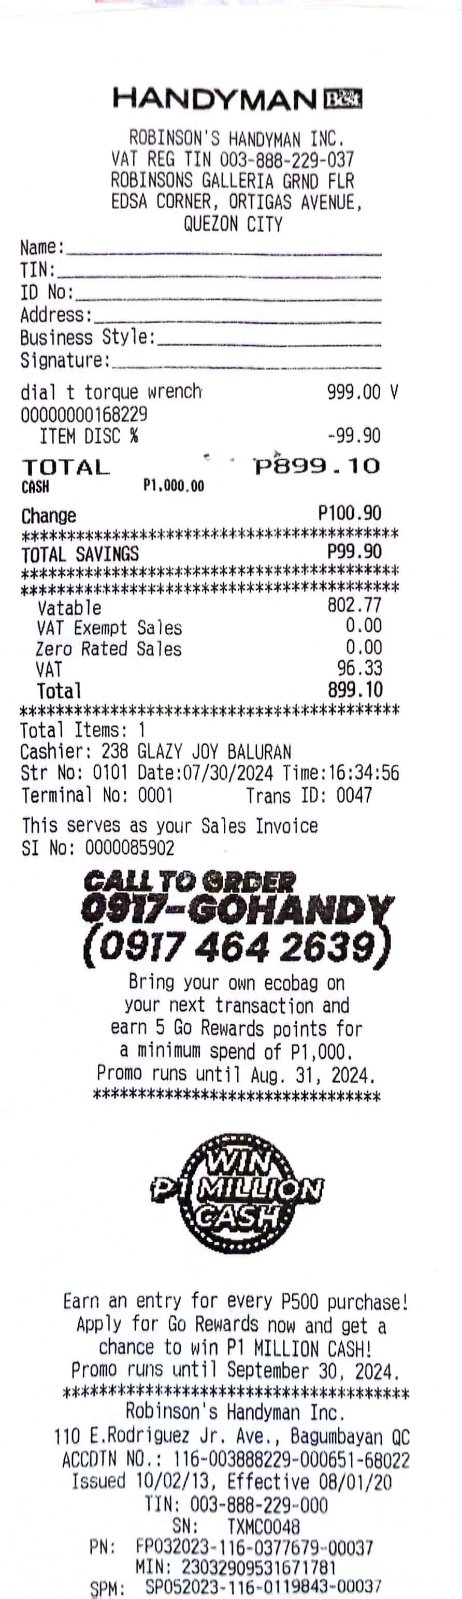 HANDYMAN Do it Best
ROBINSON'S HANDYMAN INC.
VAT REG TIN 003-888-229-037
ROBINSONS GALLERIA GRND FLR
EDSA CORNER, ORTIGAS AVENUE,
QUEZON CITY
Name:
TIN:
ID No:
Address:
Business Style:
Signature:
dial t torque wrench 999.00 V
00000000168229
ITEM DISC % -99.90
TOTAL P899.10
CASH P1,000.00
Change P100.90
******************************************
TOTAL SAVINGS P99.90
******************************************
******************************************
Vatable 802.77
VAT Exempt Sales 0.00
Zero Rated Sales 0.00
VAT 96.33
Total 899.10
******************************************
Total Items: 1
Cashier: 238 GLAZY JOY BALURAN
Str No: 0101 Date:07/30/2024 Time:16:34:56
Terminal No: 0001 Trans ID: 0047
This serves as your Sales Invoice
SI No: 0000085902
CALL TO ORDER
0917-GOHANDY
(0917 464 2639)
Bring your own ecobag on
your next transaction and
earn 5 Go Rewards points for
a minimum spend of P1,000.
Promo runs until Aug. 31, 2024.
********************************
WIN
P1 MILLION
CASH
Earn an entry for every P500 purchase!
Apply for Go Rewards now and get a
chance to win P1 MILLION CASH!
Promo runs until September 30, 2024.
**************************************
Robinson's Handyman Inc.
110 E.Rodriguez Jr. Ave., Bagumbayan QC
ACCDTN NO.: 116-003888229-000651-68022
Issued 10/02/13, Effective 08/01/20
TIN: 003-888-229-000
SN: TXMC0048
PN: FP032023-116-0377679-00037
MIN: 23032909531671781
SPM: SP052023-116-0119843-00037